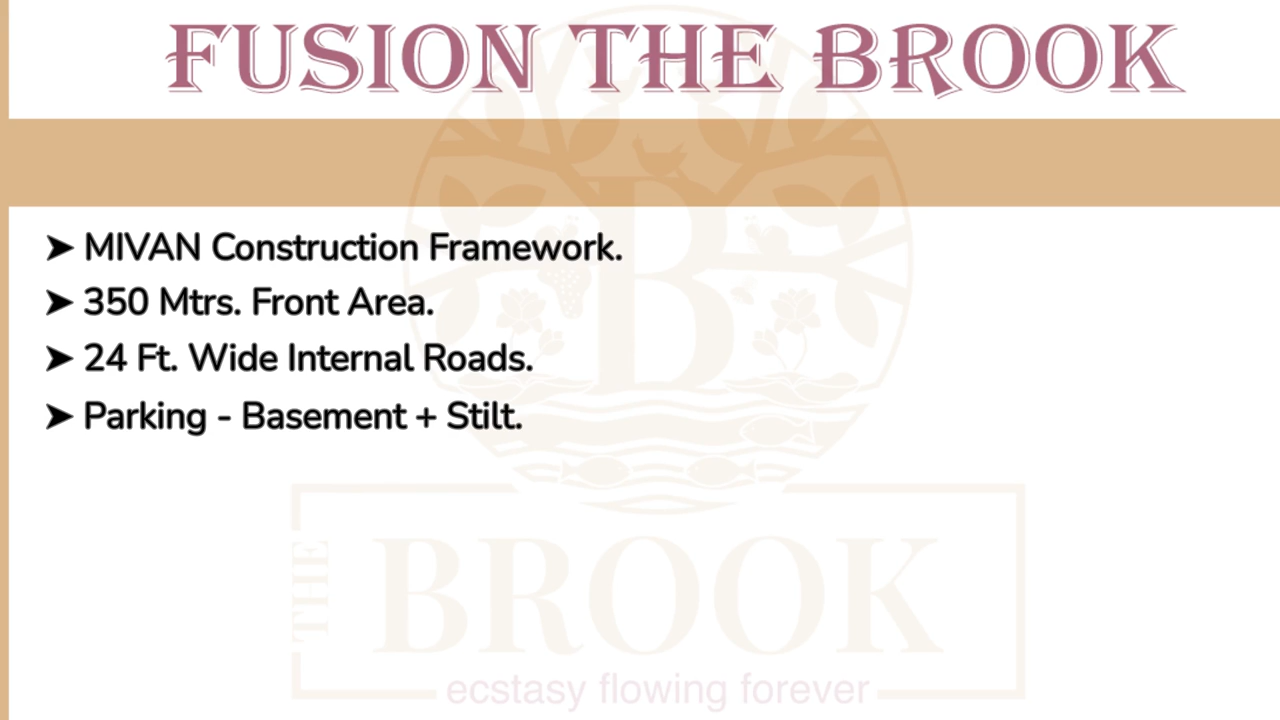 FUSION THE BROOK
➤ MIVAN Construction Framework.
➤ 350 Mtrs. Front Area.
➤ 24 Ft. Wide Internal Roads.
➤ Parking - Basement + Stilt.
B
THE BROOK
ecstasy flowing forever